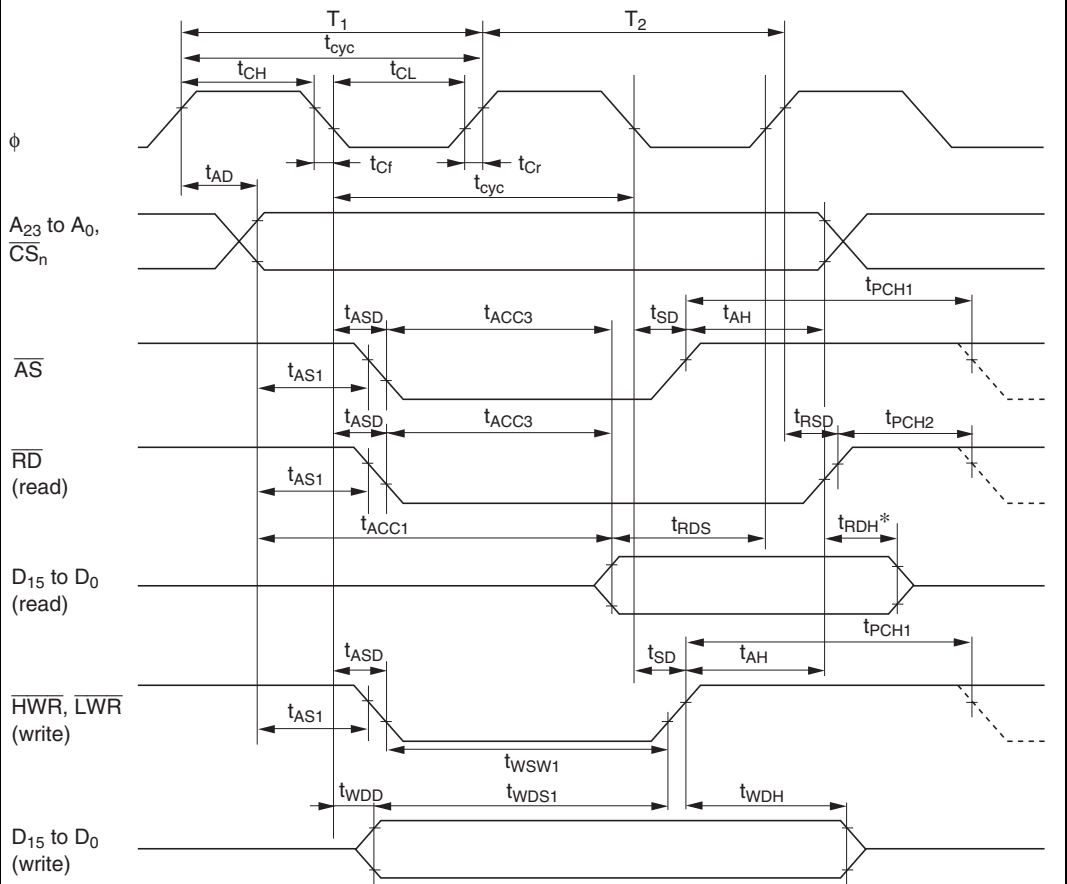 T1 T2
tcyc
tCH tCL
φ
tCf tCr
tAD tcyc
A23 to A0,
CSn
tPCH1
tASD tACC3 tSD tAH
AS
tAS1
tASD tACC3 tRSD tPCH2
RD
(read)
tAS1
tACC1 tRDS tRDH*
D15 to D0
(read)
tPCH1
tASD tSD tAH
HWR, LWR
(write)
tAS1
tWSW1
tWDD tWDS1 tWDH
D15 to D0
(write)